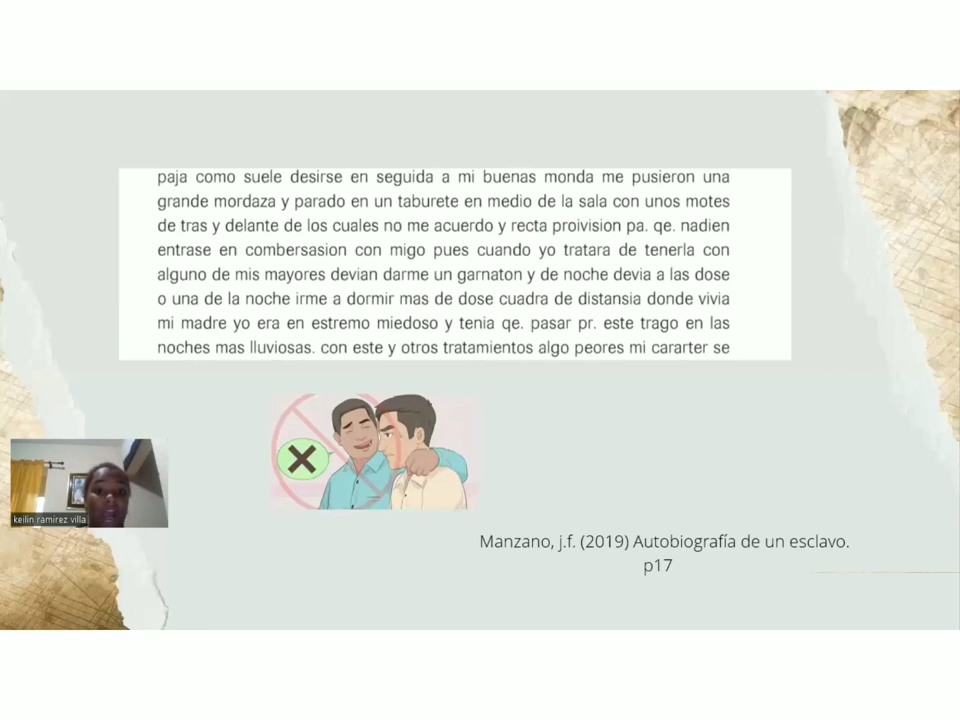 paja como suele desirse en seguida a mi buenas monda me pusieron una
grande mordaza y parado en un taburete en medio de la sala con unos motes
de tras y delante de los cuales no me acuerdo y recta proivision pa. qe. nadien
entrase en combersasion con migo pues cuando yo tratara de tenerla con
alguno de mis mayores devian darme un garnaton y de noche devia a las dose
o una de la noche irme a dormir mas de dose cuadra de distansia donde vivia
mi madre yo era en estremo miedoso y tenia qe. pasar pr. este trago en las
noches mas lluviosas. con este y otros tratamientos algo peores mi cararter se
keilin ramirez villa
Manzano, j.f. (2019) Autobiografía de un esclavo.
p17